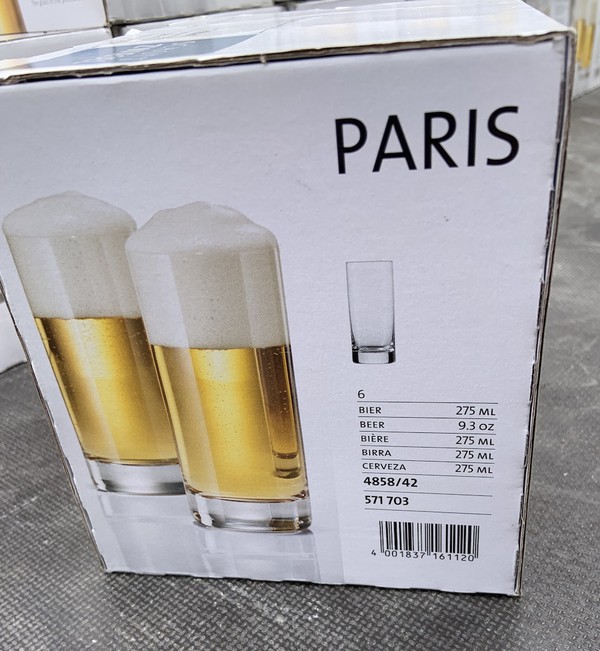 PARIS
6
BIER 275 ML
BEER 9.3 OZ
BIÈRE 275 ML
BIRRA 275 ML
CERVEZA 275 ML
4858/42
571 703
4 001837 161120